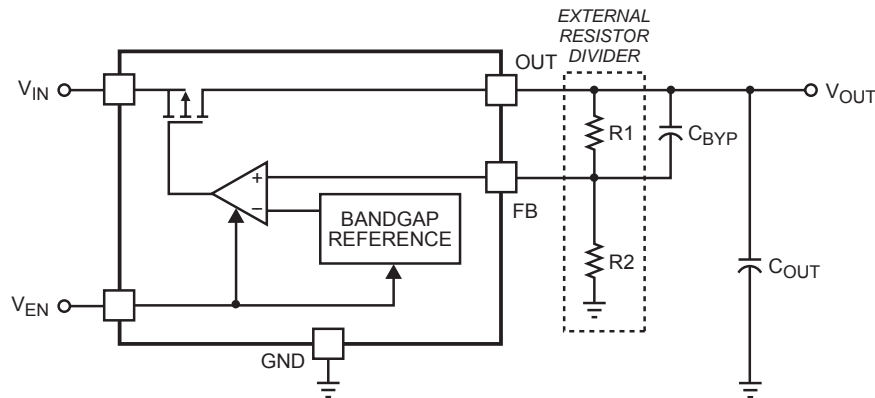 EXTERNAL
RESISTOR
DIVIDER
OUT
VIN
VOUT
R1
CBYP
+
−
FB
BANDGAP
REFERENCE
R2
COUT
VEN
GND